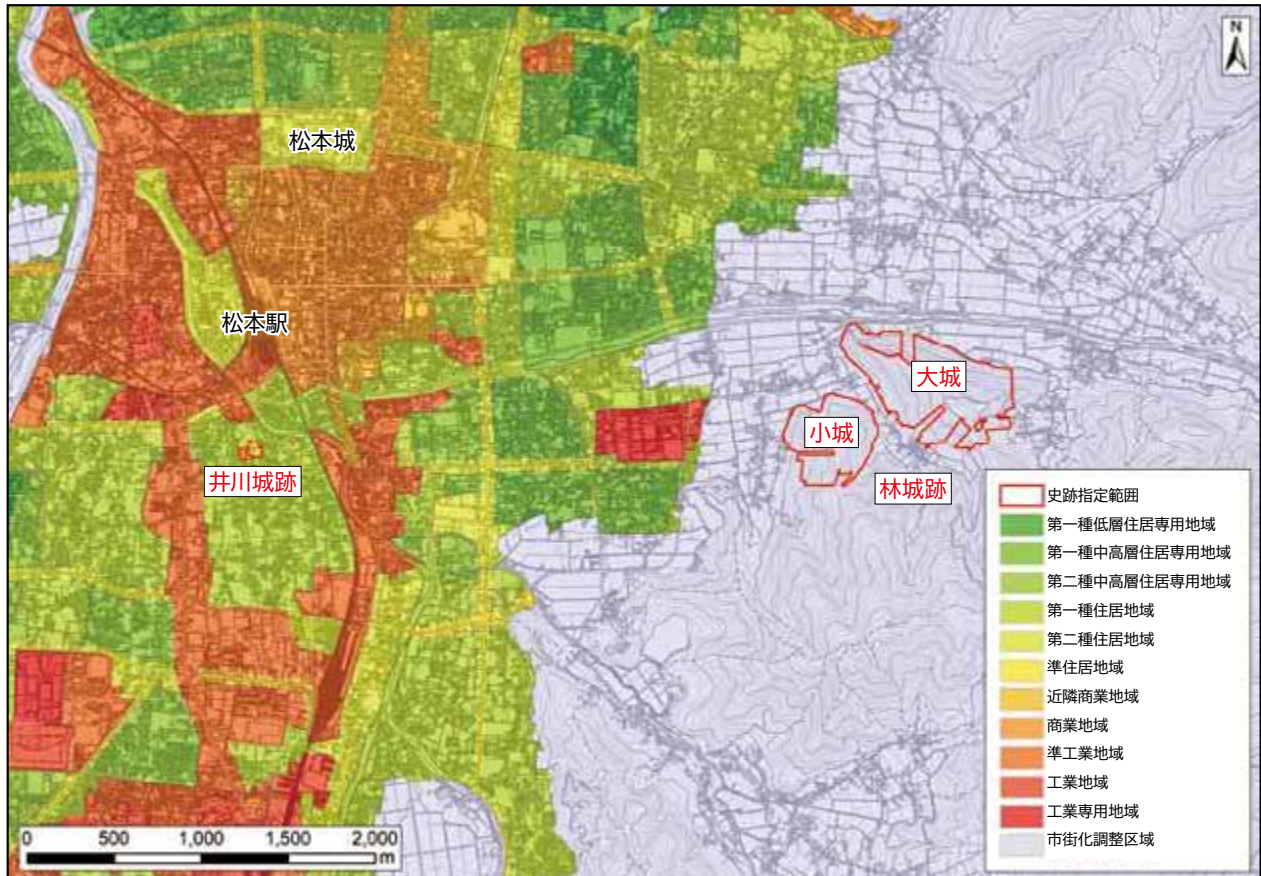 N
松本城
松本駅
大城
小城
井川城跡
林城跡
史跡指定範囲
第一種低層住居専用地域
第一種中高層住居専用地域
第二種中高層住居専用地域
第一種住居地域
第二種住居地域
準住居地域
近隣商業地域
商業地域
準工業地域
工業地域
工業専用地域
市街化調整区域
0 500 1,000 1,500 2,000
m